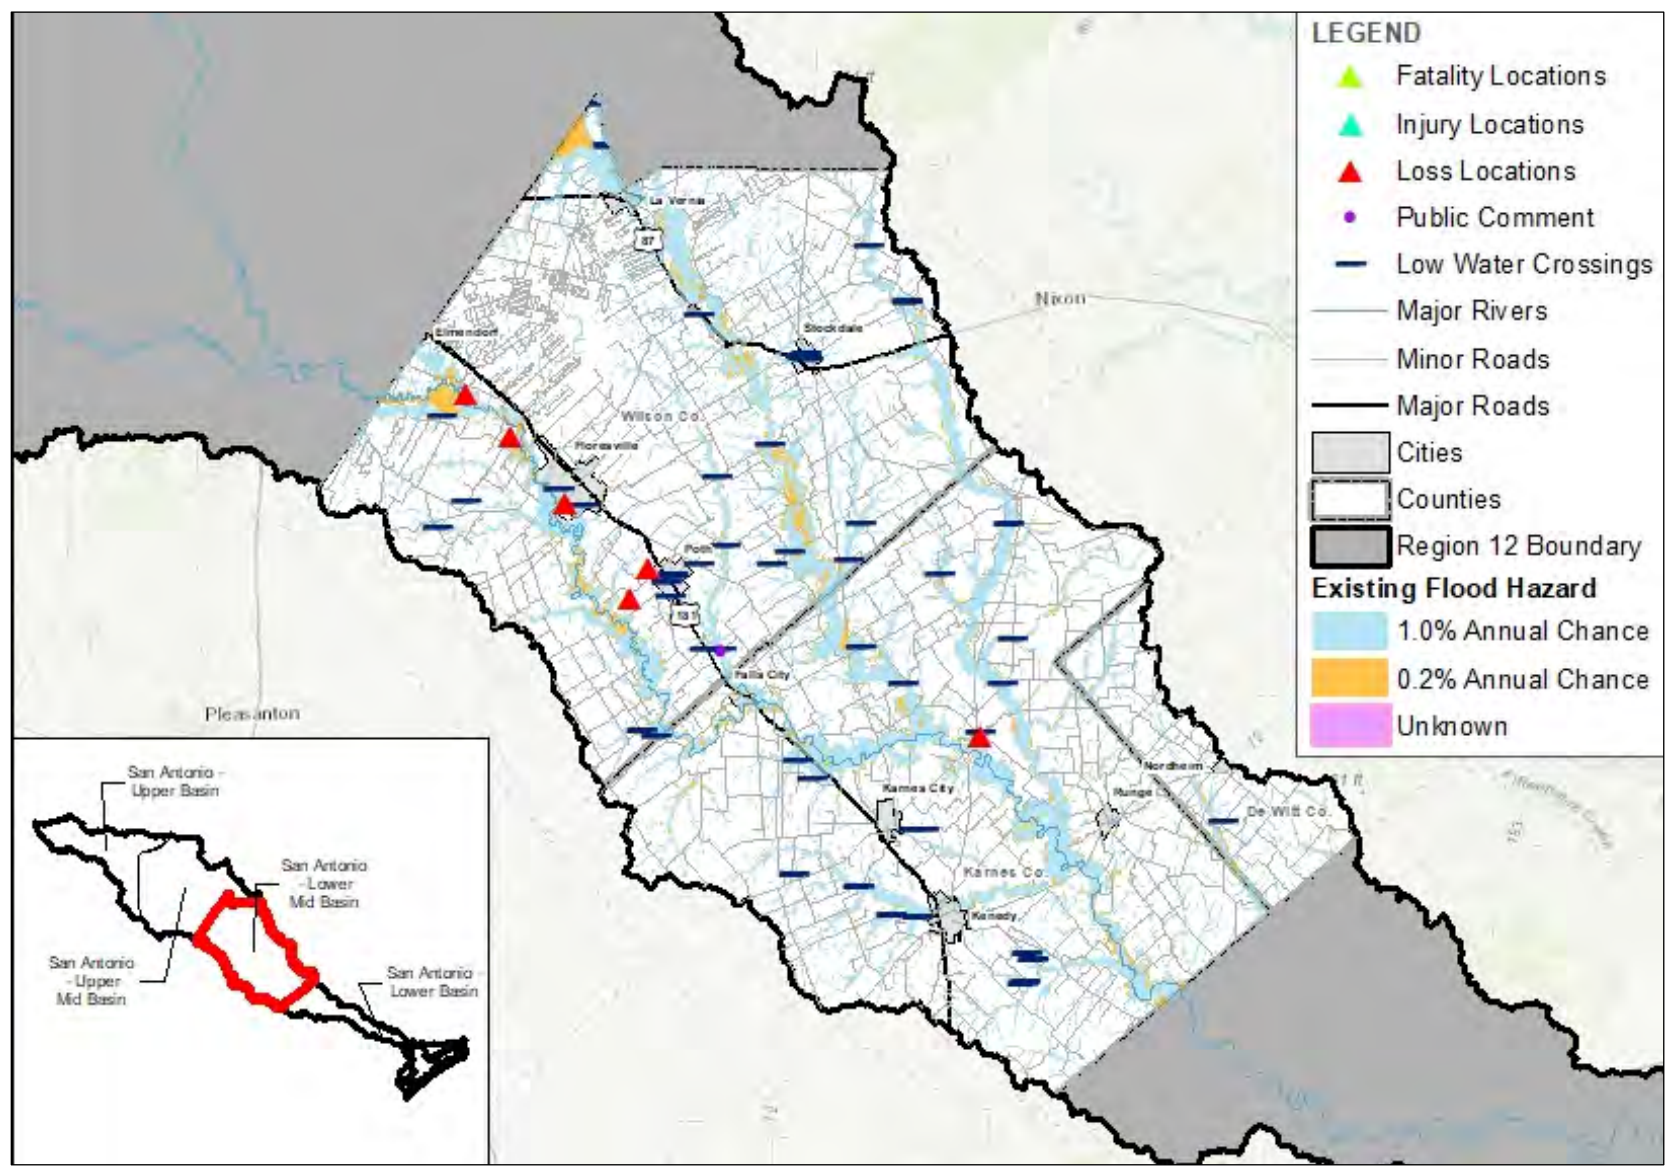 LEGEND
Fatality Locations
Injury Locations
Loss Locations
Public Comment
Low Water Crossings
Major Rivers
Minor Roads
Major Roads
Cities
Counties
Region 12 Boundary
Existing Flood Hazard
1.0% Annual Chance
0.2% Annual Chance
Unknown
La Vernia
87
Nixon
Stockdale
Elmendorf
Wilson Co.
Floresville
Poth
181
Falls City
Pleasanton
Nordheim
Karnes City
Runge
De Witt Co.
Karnes Co.
Kenedy
San Antonio -
Upper Basin
San Antonio
- Lower
Mid Basin
San Antonio
- Upper
Mid Basin
San Antonio -
Lower Basin